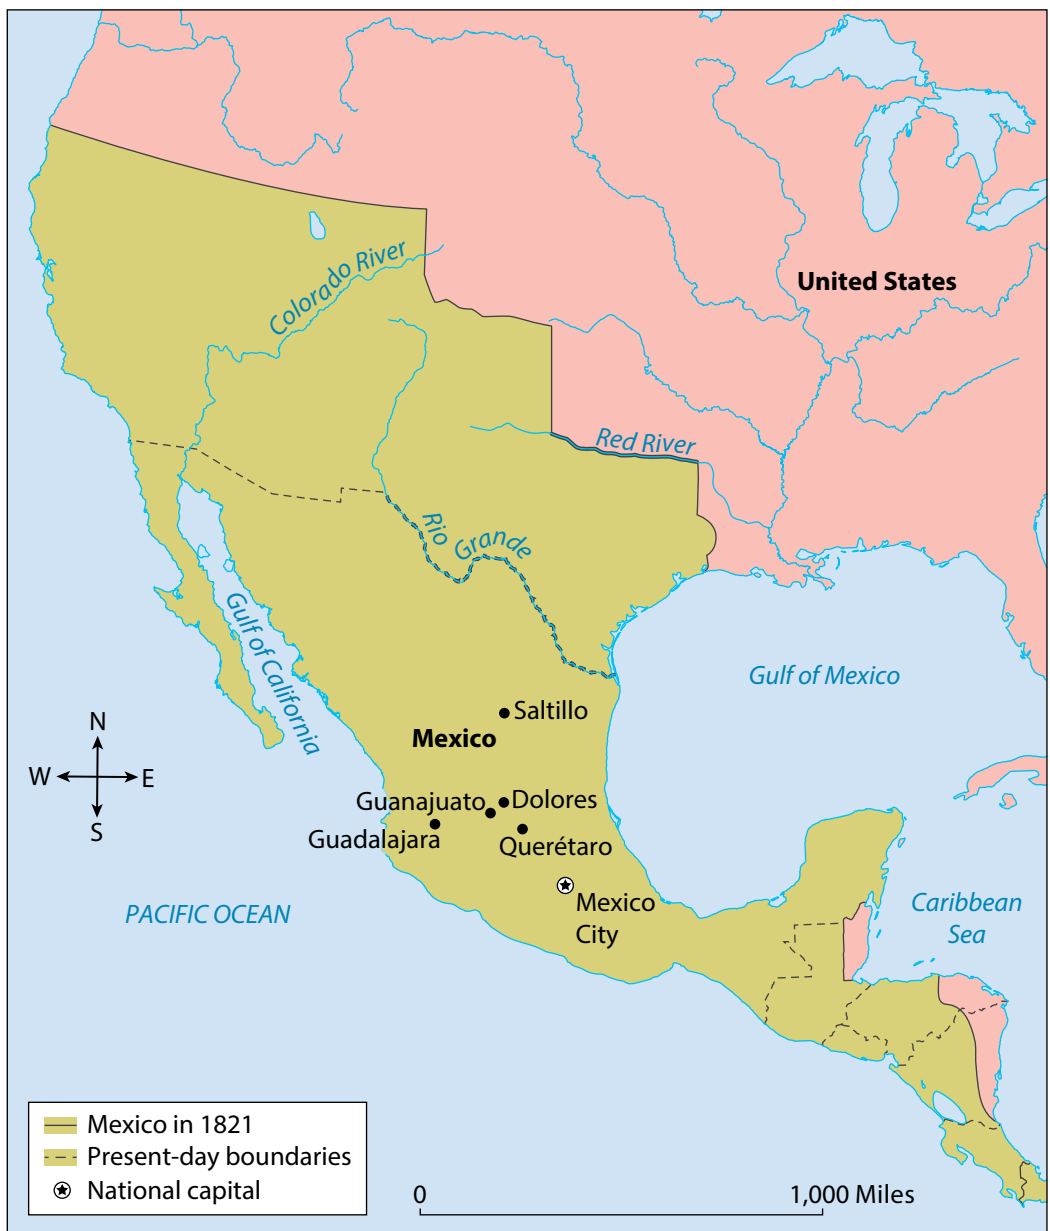 United States
Colorado River
Red River
Rio
Grande
Gulf of California
Gulf of Mexico
Saltillo
Mexico
N
W
E
S
Guanajuato
Dolores
Guadalajara
Querétaro
Mexico
City
PACIFIC OCEAN
Caribbean
Sea
Mexico in 1821
Present-day boundaries
National capital
0
1,000 Miles